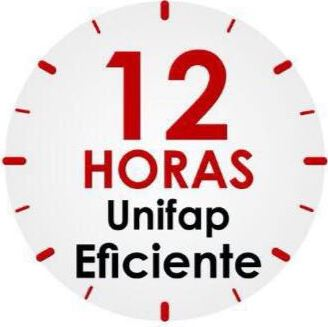 12
HORAS
Unifap
Eficiente